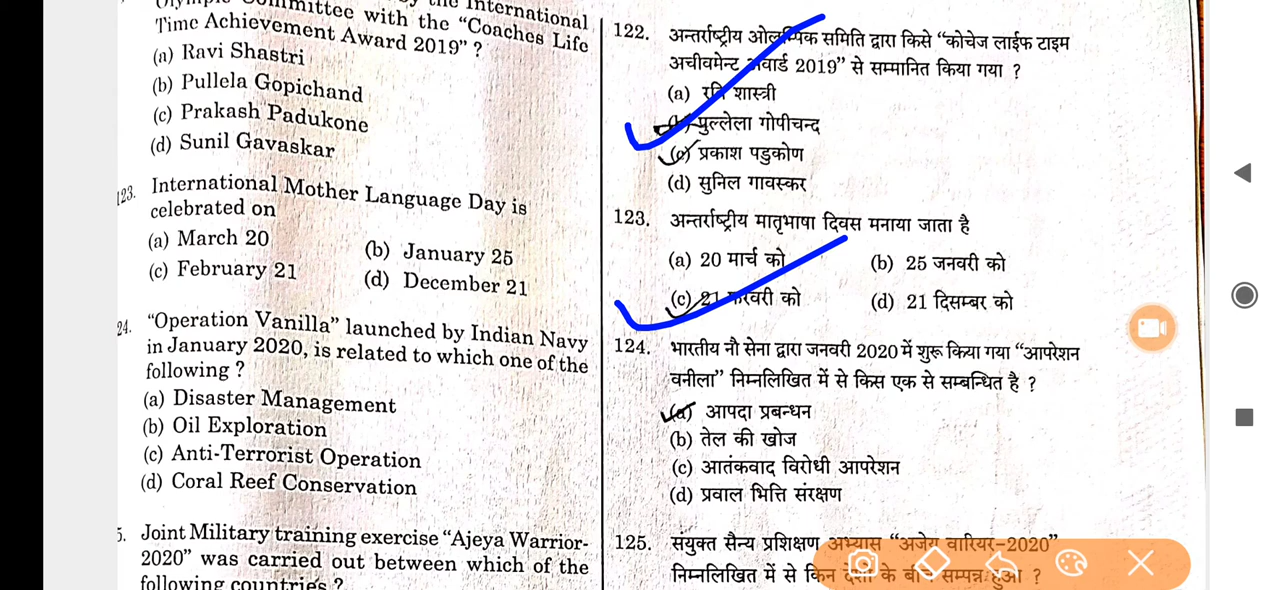 Olympic Committee with the "Coaches Life
Time Achievement Award 2019" ?
(a) Ravi Shastri
(b) Pullela Gopichand
(c) Prakash Padukone
(d) Sunil Gavaskar
123. International Mother Language Day is
celebrated on
(a) March 20
(b) January 25
(c) February 21
(d) December 21
24. "Operation Vanilla" launched by Indian Navy
in January 2020, is related to which one of the
following ?
(a) Disaster Management
(b) Oil Exploration
(c) Anti-Terrorist Operation
(d) Coral Reef Conservation
5. Joint Military training exercise "Ajeya Warrior-
2020" was carried out between which of the
following countries ?
122. अन्तर्राष्ट्रीय ओलम्पिक समिति द्वारा किसे "कोचेज लाईफ टाइम
अचीवमेन्ट अवार्ड 2019" से सम्मानित किया गया ?
(a) रवि शास्त्री
(b) पुल्लेला गोपीचन्द
(c) प्रकाश पडुकोण
(d) सुनिल गावस्कर
123. अन्तर्राष्ट्रीय मातृभाषा दिवस मनाया जाता है
(a) 20 मार्च को
(b) 25 जनवरी को
(c) 21 फरवरी को
(d) 21 दिसम्बर को
124. भारतीय नौ सेना द्वारा जनवरी 2020 में शुरू किया गया "आपरेशन
वनीला" निम्नलिखित में से किस एक से सम्बन्धित है ?
(a) आपदा प्रबन्धन
(b) तेल की खोज
(c) आतंकवाद विरोधी आपरेशन
(d) प्रवाल भित्ति संरक्षण
125. संयुक्त सैन्य प्रशिक्षण अभ्यास "अजेय वारियर-2020"
निम्नलिखित में से किन देशों के बीच सम्पन्न हुआ ?